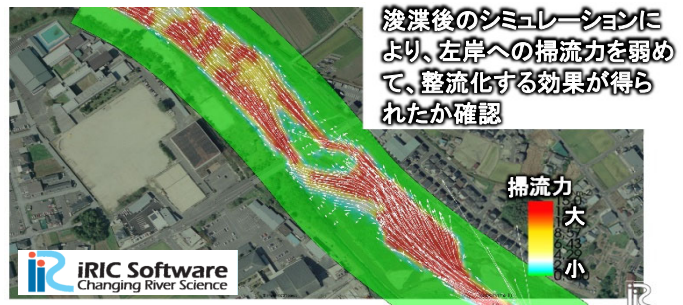 浚渫後のシミュレーションに
より、左岸への掃流力を弱め
て、整流化する効果が得ら
れたか確認
掃流力
大
小
iRIC Software
Changing River Science